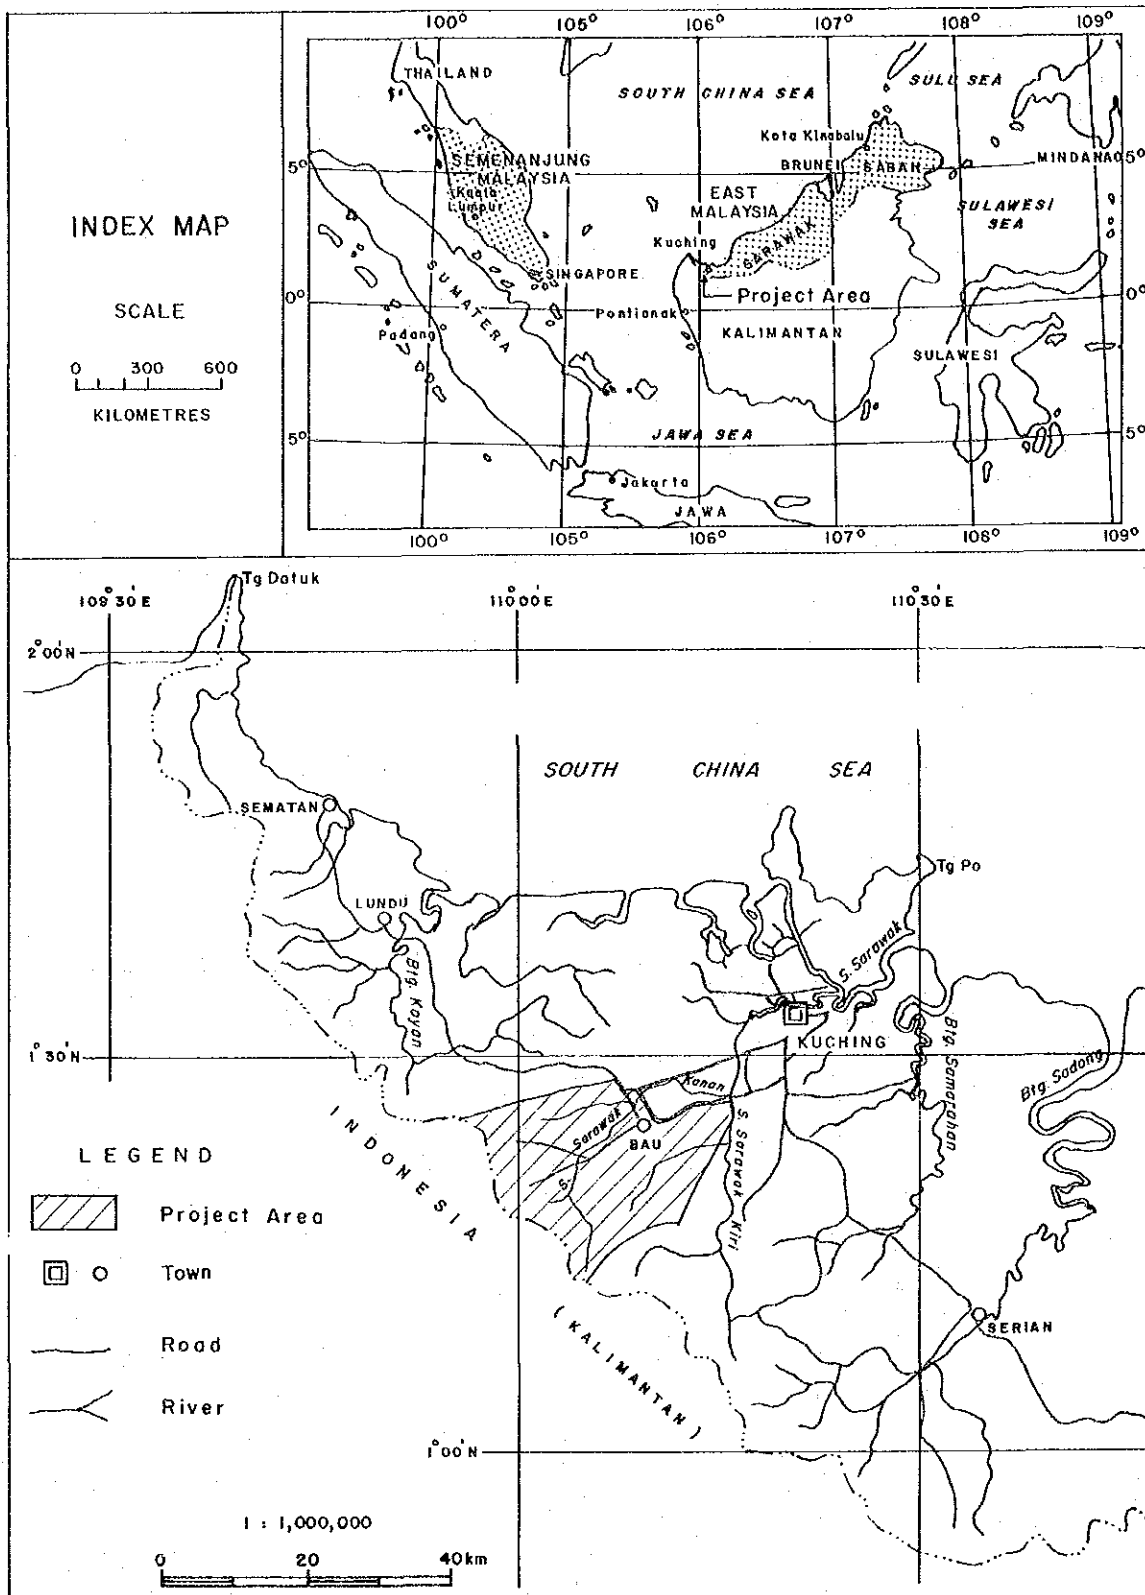 100° 105° 106° 107° 108° 109°
THAILAND
SOUTH CHINA SEA
SULU SEA
Kota Kinabalu
5°
SEMENANJUNG
MALAYSIA
BRUNEI
SABAH
MINDANAO
5°
Kuala
Lumpur
EAST
MALAYSIA
SULAWESI
SEA
INDEX MAP
Kuching
SARAWAK
SUMATERA
SINGAPORE
Project Area
SCALE
0°
0°
Pontianak
KALIMANTAN
Padang
SULAWESI
0 300 600
KILOMETRES
5°
JAWA SEA
5°
Jakarta
JAWA
100° 105° 106° 107° 108° 109°
Tg Datuk
109°30'E 110°00'E 110°30'E
2°00'N
SOUTH CHINA SEA
SEMATAN
Tg Po
LUNDU
S. Sarawak
Btg. Kayan
KUCHING
Btg. Samarahan
1°30'N
Btg. Sadong
Kanan
Sarawak
S.
BAU
S. Sarawak Kiri
INDONESIA
LEGEND
Project Area
Town
(KALIMANTAN)
SERIAN
Road
River
1°00'N
1 : 1,000,000
0 20 40km